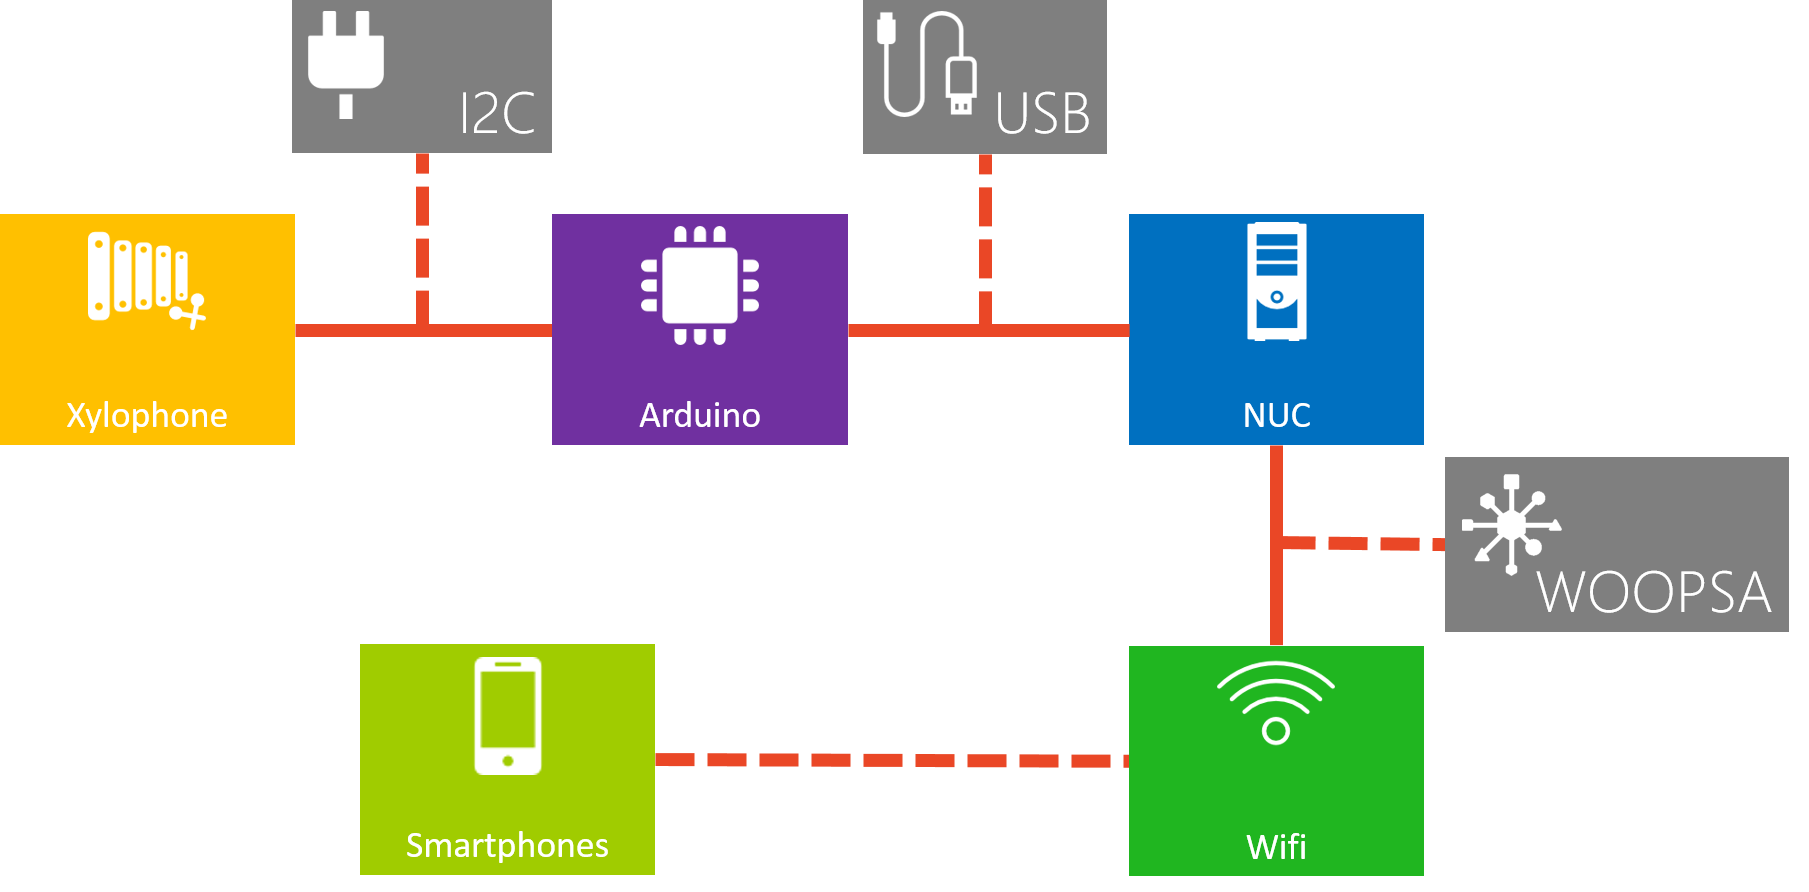 I2C
USB
Xylophone
Arduino
NUC
WOOPSA
Smartphones
Wifi